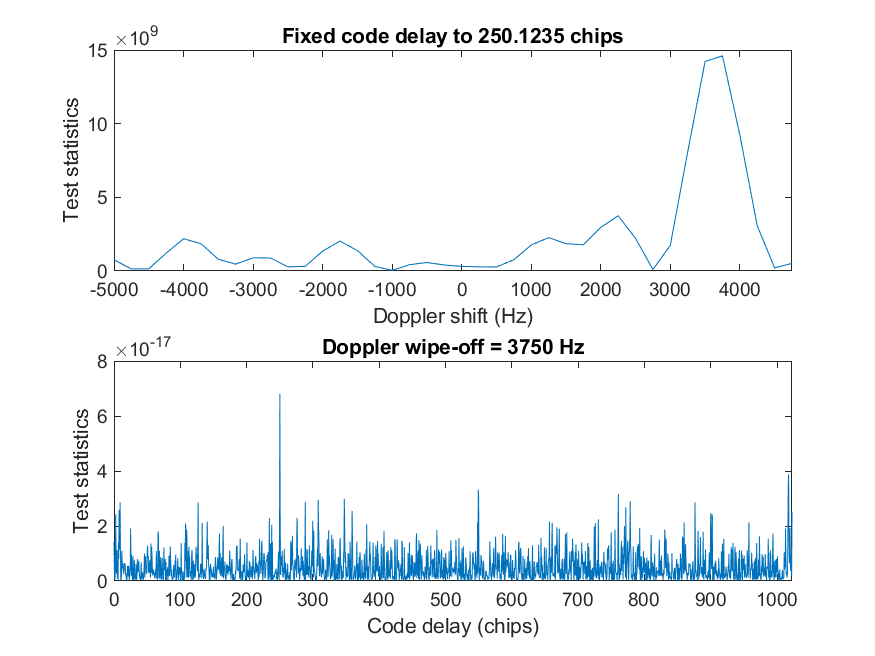 ×10^9
Fixed code delay to 250.1235 chips
15
10
5
0
Test statistics
-5000 -4000 -3000 -2000 -1000 0 1000 2000 3000 4000
Doppler shift (Hz)
×10^-17
Doppler wipe-off = 3750 Hz
8
6
4
2
0
Test statistics
0 100 200 300 400 500 600 700 800 900 1000
Code delay (chips)